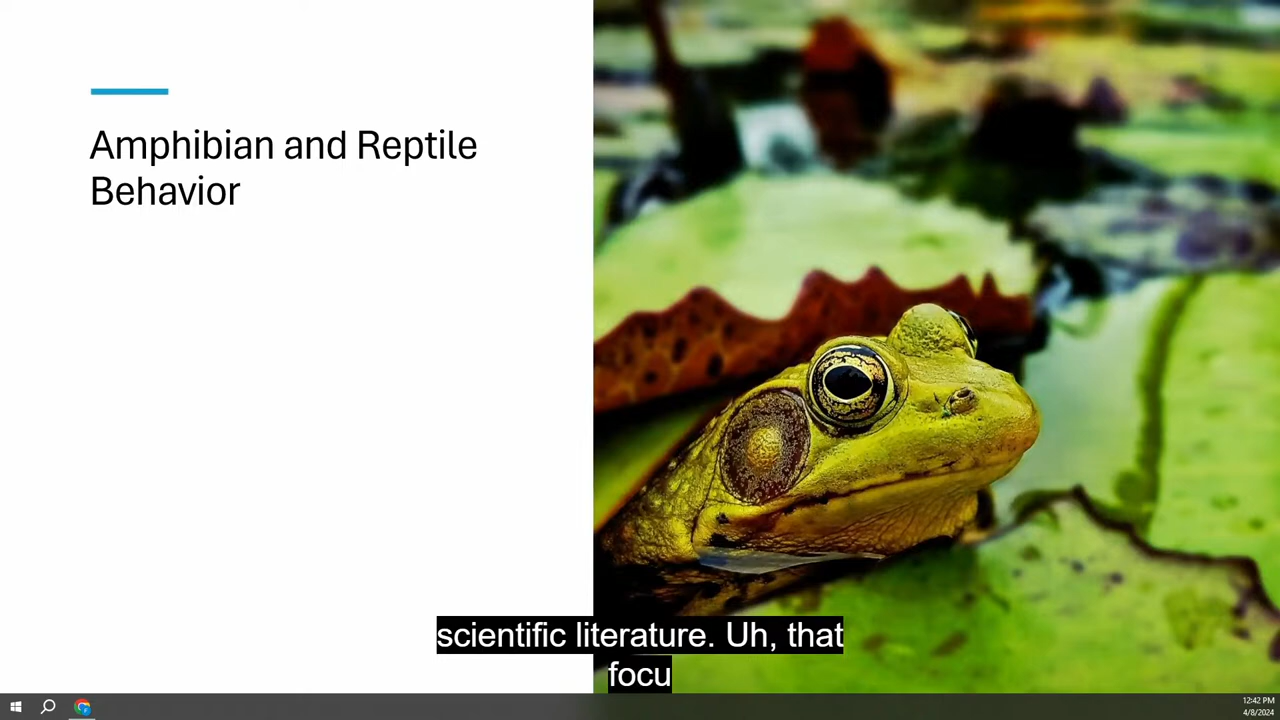 Amphibian and Reptile
Behavior
scientific literature. Uh, that
focu
12:42 PM
4/8/2024